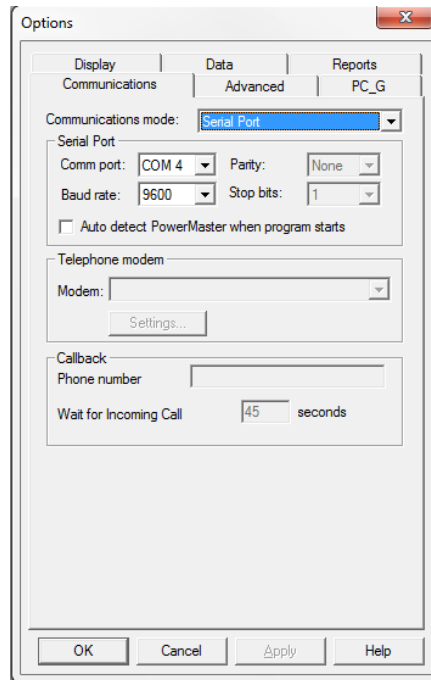 Options
Display Data Reports
Communications Advanced PC_G
Communications mode: Serial Port
Serial Port
Comm port: COM 4 Parity: None
Baud rate: 9600 Stop bits: 1
Auto detect PowerMaster when program starts
Telephone modem
Modem:
Settings...
Callback
Phone number
Wait for Incoming Call 45 seconds
OK Cancel Apply Help